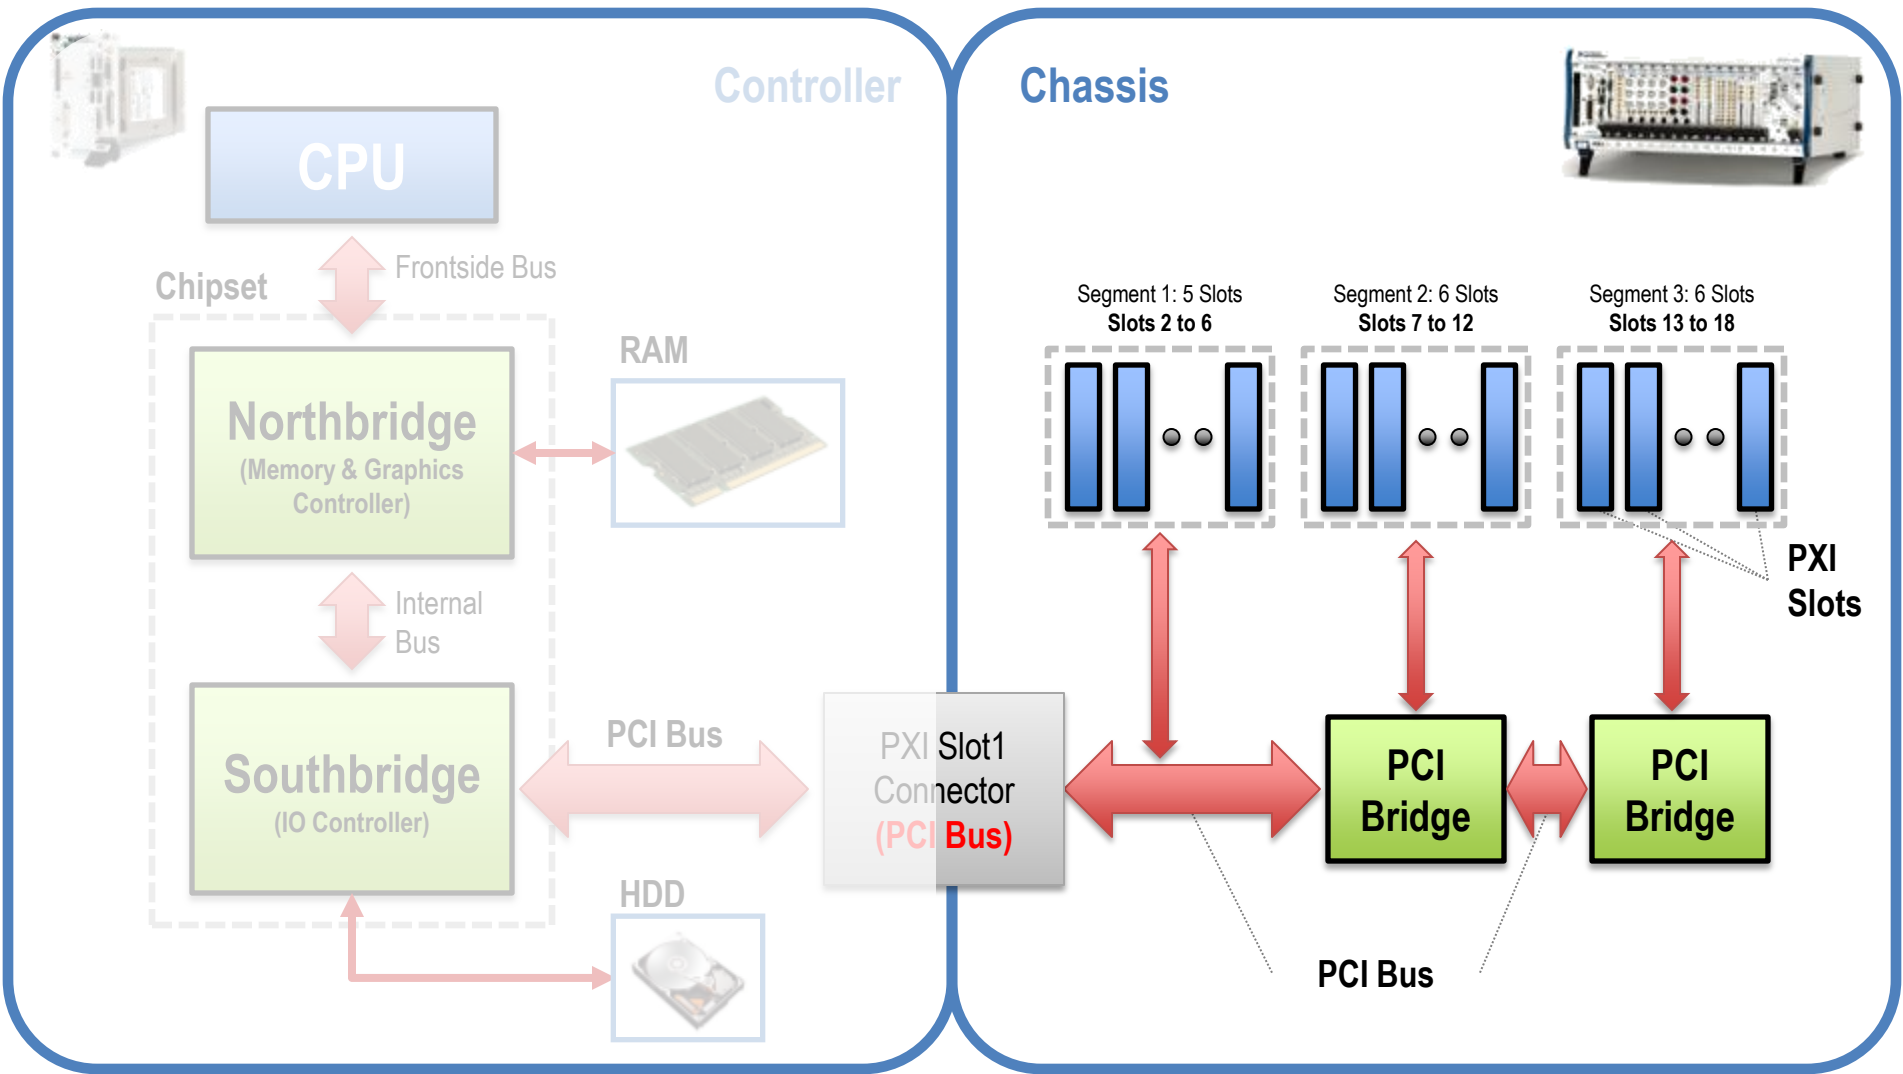 Controller
Chassis
CPU
Frontside Bus
Chipset
Northbridge
(Memory & Graphics
Controller)
RAM
Internal
Bus
Southbridge
(IO Controller)
PCI Bus
HDD
PXI Slot1
Connector
(PCI Bus)
Segment 1: 5 Slots
Slots 2 to 6
Segment 2: 6 Slots
Slots 7 to 12
Segment 3: 6 Slots
Slots 13 to 18
PXI
Slots
PCI
Bridge
PCI
Bridge
PCI Bus